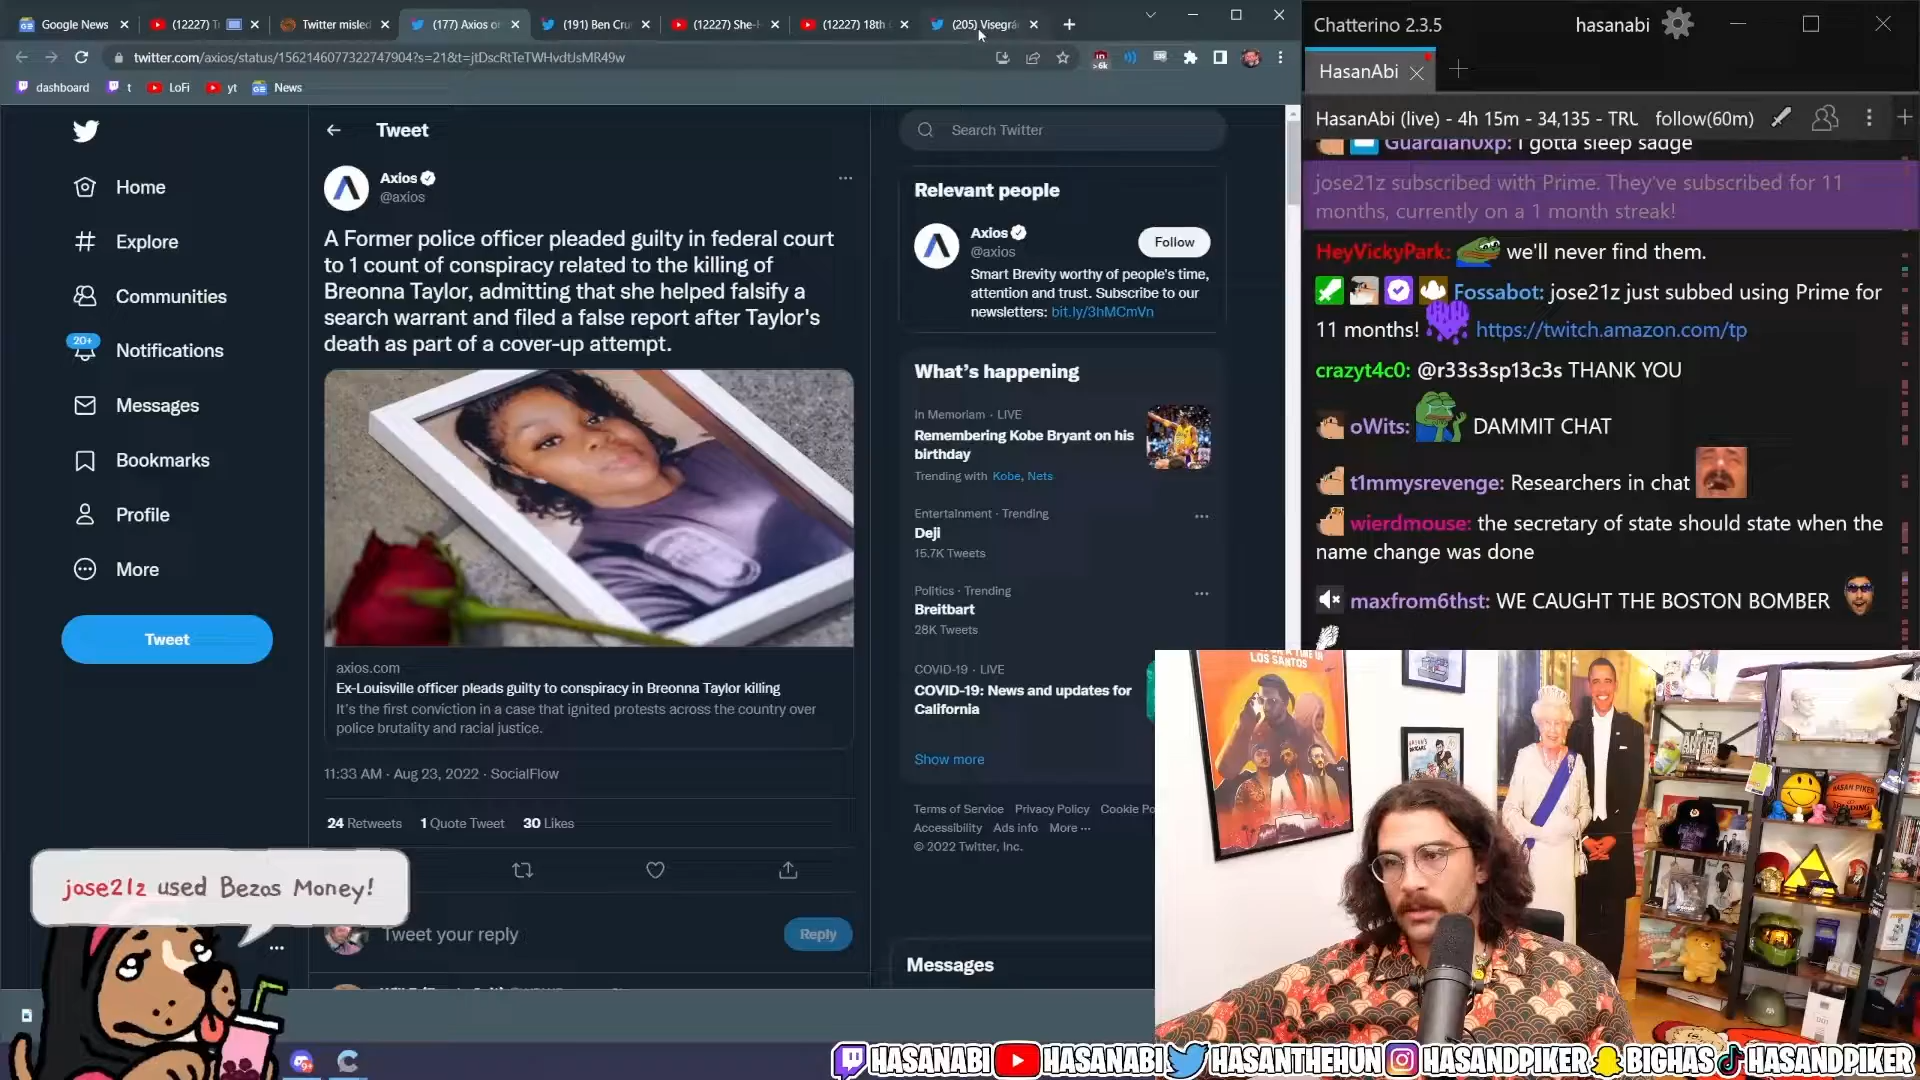 Google News
(12227) T
Twitter misled
(177) Axios o
(191) Ben Cru
(12227) She-H
(12227) 18th
(205) Visegrá
twitter.com/axios/status/1562146077322747904?s=21&t=jtDscRtTeTWHvdtJsMR49w
>6k
dashboard
t
LoFi
yt
News
Home
Explore
Communities
20+
Notifications
Messages
Bookmarks
Profile
More
Tweet
Tweet
Axios
@axios
A Former police officer pleaded guilty in federal court
to 1 count of conspiracy related to the killing of
Breonna Taylor, admitting that she helped falsify a
search warrant and filed a false report after Taylor's
death as part of a cover-up attempt.
axios.com
Ex-Louisville officer pleads guilty to conspiracy in Breonna Taylor killing
It's the first conviction in a case that ignited protests across the country over
police brutality and racial justice.
11:33 AM · Aug 23, 2022 · SocialFlow
24 Retweets 1 Quote Tweet 30 Likes
Tweet your reply
Reply
Search Twitter
Relevant people
Axios
@axios
Follow
Smart Brevity worthy of people's time,
attention and trust. Subscribe to our
newsletters: bit.ly/3hMCmVn
What's happening
In Memoriam · LIVE
Remembering Kobe Bryant on his
birthday
Trending with Kobe, Nets
Entertainment · Trending
Deji
15.7K Tweets
Politics · Trending
Breitbart
28K Tweets
COVID-19 · LIVE
COVID-19: News and updates for
California
Show more
Terms of Service Privacy Policy Cookie Po
Accessibility Ads info More ···
© 2022 Twitter, Inc.
Messages
Chatterino 2.3.5
hasanabi
HasanAbi
HasanAbi (live) - 4h 15m - 34,135 - TRU follow(60m)
Guardian0xp: I gotta sleep sadge
jose21z subscribed with Prime. They've subscribed for 11
months, currently on a 1 month streak!
HeyVickyPark: we'll never find them.
Fossabot: jose21z just subbed using Prime for
11 months! https://twitch.amazon.com/tp
crazyt4c0: @r33s3sp13c3s THANK YOU
oWits: DAMMIT CHAT
t1mmysrevenge: Researchers in chat
wierdmouse: the secretary of state should state when the
name change was done
maxfrom6thst: WE CAUGHT THE BOSTON BOMBER
LOS SANTOS
HASAN PIKER
jose21z used Bezos Money!
HASANABI HASANABI HASANTHEHUN HASANDPIKER BIGHAS HASANDPIKER